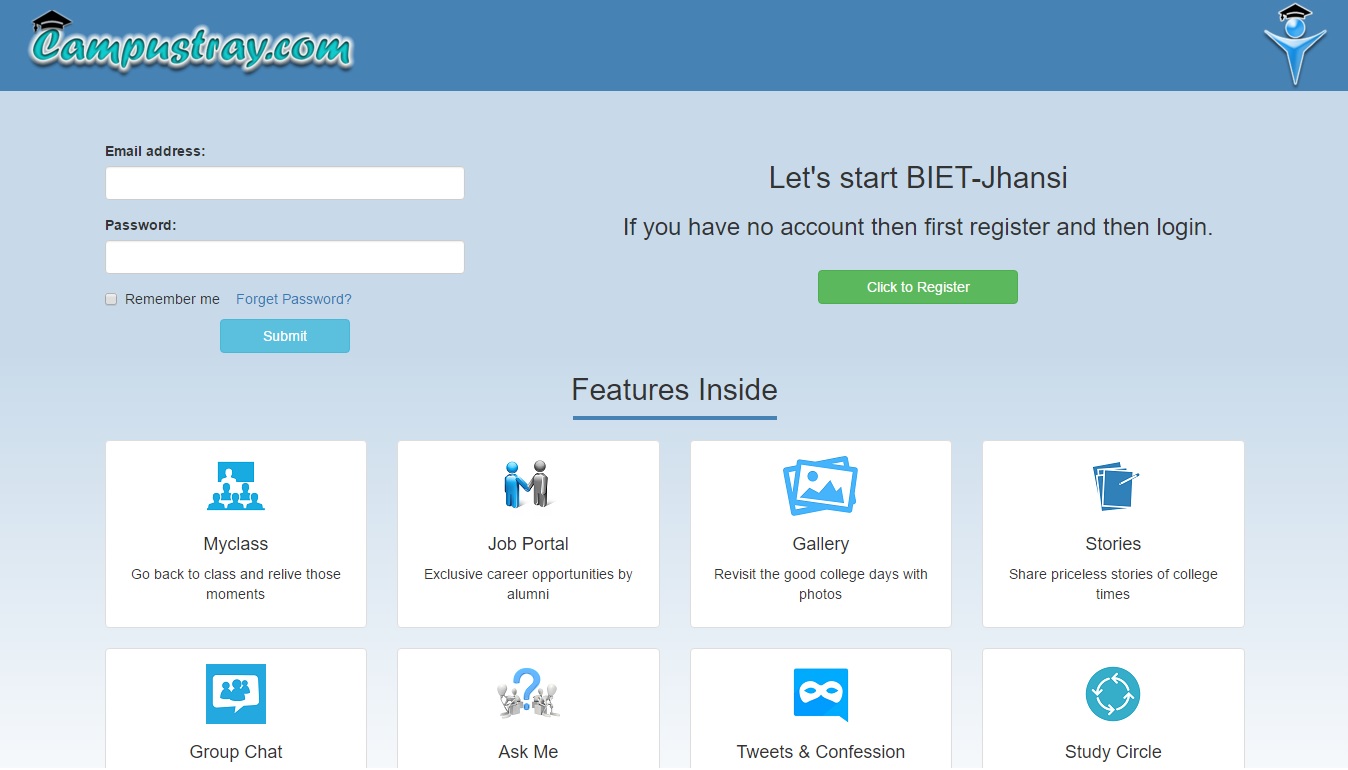 Campustray.com
Email address:
Password:
Remember me Forget Password?
Submit
Let's start BIET-Jhansi
If you have no account then first register and then login.
Click to Register
Features Inside
Myclass
Go back to class and relive those
moments
Job Portal
Exclusive career opportunities by
alumni
Gallery
Revisit the good college days with
photos
Stories
Share priceless stories of college
times
Group Chat
Ask Me
Tweets & Confession
Study Circle